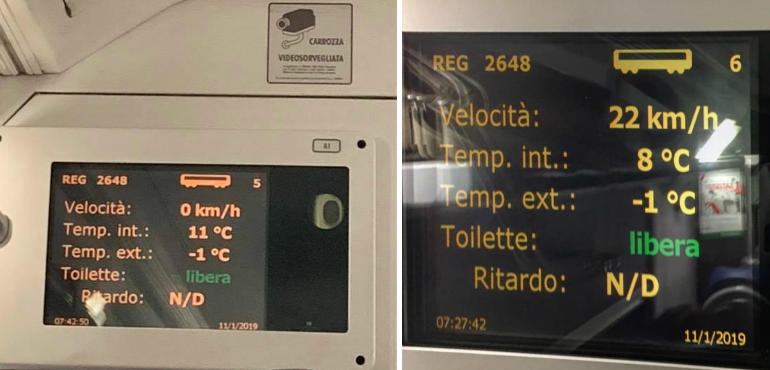 CARROZZA
VIDEOSORVEGLIATA
A1
REG 2648 5
Velocità: 0 km/h
Temp. int.: 11 °C
Temp. ext.: -1 °C
Toilette: libera
Ritardo: N/D
07:42:50 11/1/2019
REG 2648 6
Velocità: 22 km/h
Temp. int.: 8 °C
Temp. ext.: -1 °C
Toilette: libera
Ritardo: N/D
07:27:42 11/1/2019